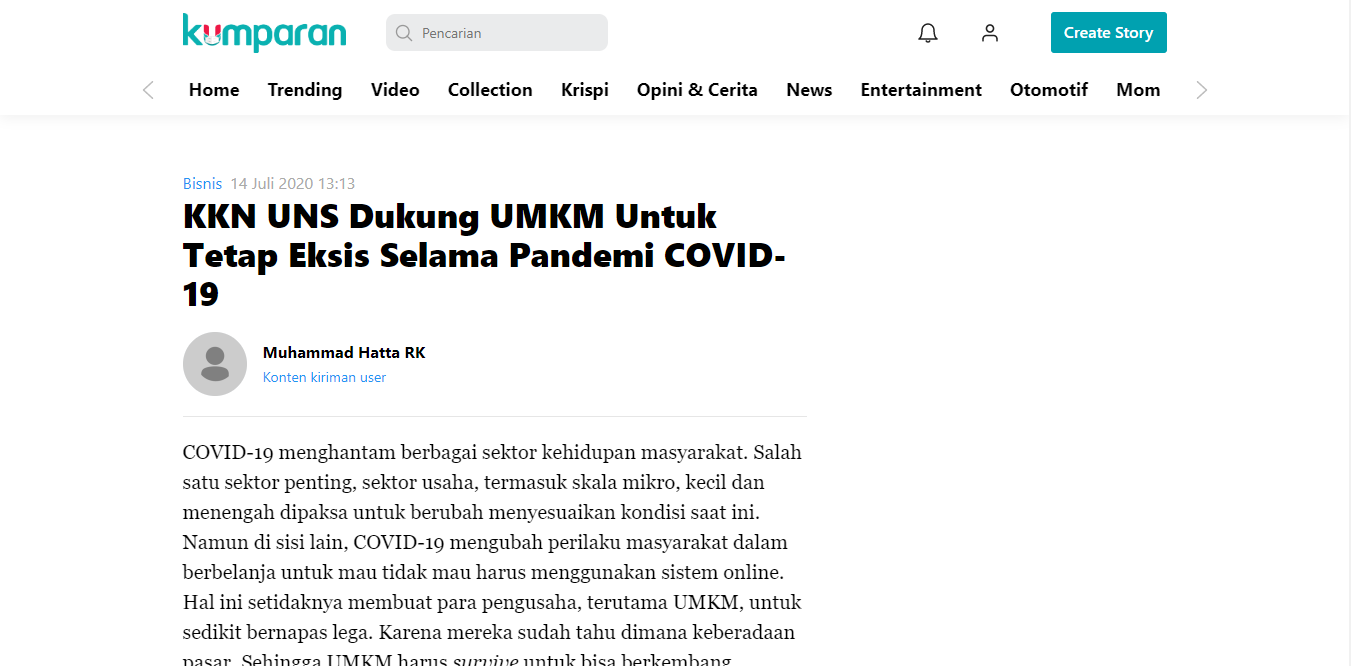 kumparan
Pencarian
Create Story
Home Trending Video Collection Krispi Opini & Cerita News Entertainment Otomotif Mom
Bisnis 14 Juli 2020 13:13
KKN UNS Dukung UMKM Untuk
Tetap Eksis Selama Pandemi COVID-
19
Muhammad Hatta RK
Konten kiriman user
COVID-19 menghantam berbagai sektor kehidupan masyarakat. Salah
satu sektor penting, sektor usaha, termasuk skala mikro, kecil dan
menengah dipaksa untuk berubah menyesuaikan kondisi saat ini.
Namun di sisi lain, COVID-19 mengubah perilaku masyarakat dalam
berbelanja untuk mau tidak mau harus menggunakan sistem online.
Hal ini setidaknya membuat para pengusaha, terutama UMKM, untuk
sedikit bernapas lega. Karena mereka sudah tahu dimana keberadaan
pasar. Sehingga UMKM harus survive untuk bisa berkembang